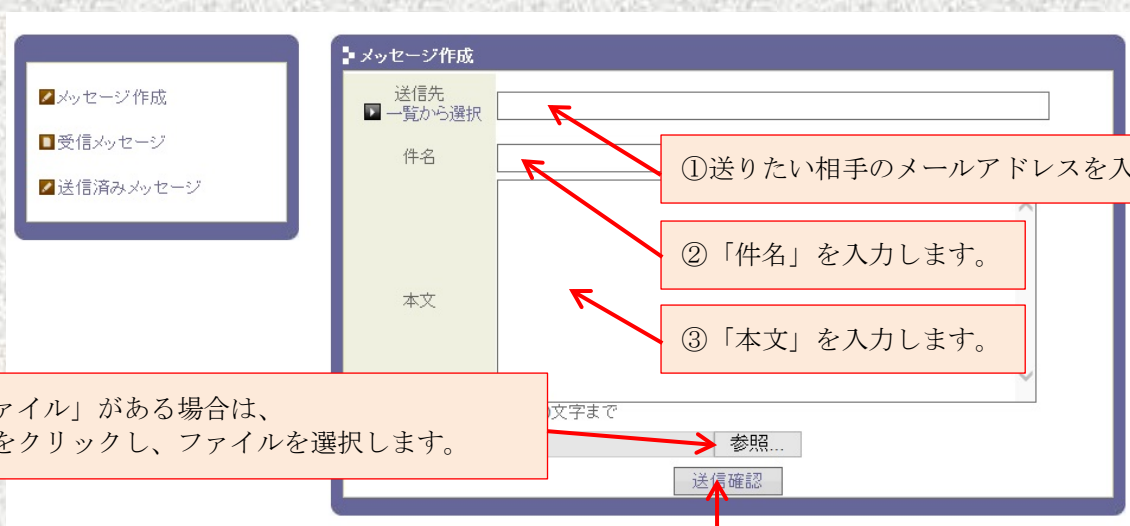 メッセージ作成
受信メッセージ
送信済みメッセージ
メッセージ作成
送信先
一覧から選択
①送りたい相手のメールアドレスを入
件名
②「件名」を入力します。
本文
③「本文」を入力します。
ァイル」がある場合は、
をクリックし、ファイルを選択します。
文字まで
参照...
送信確認